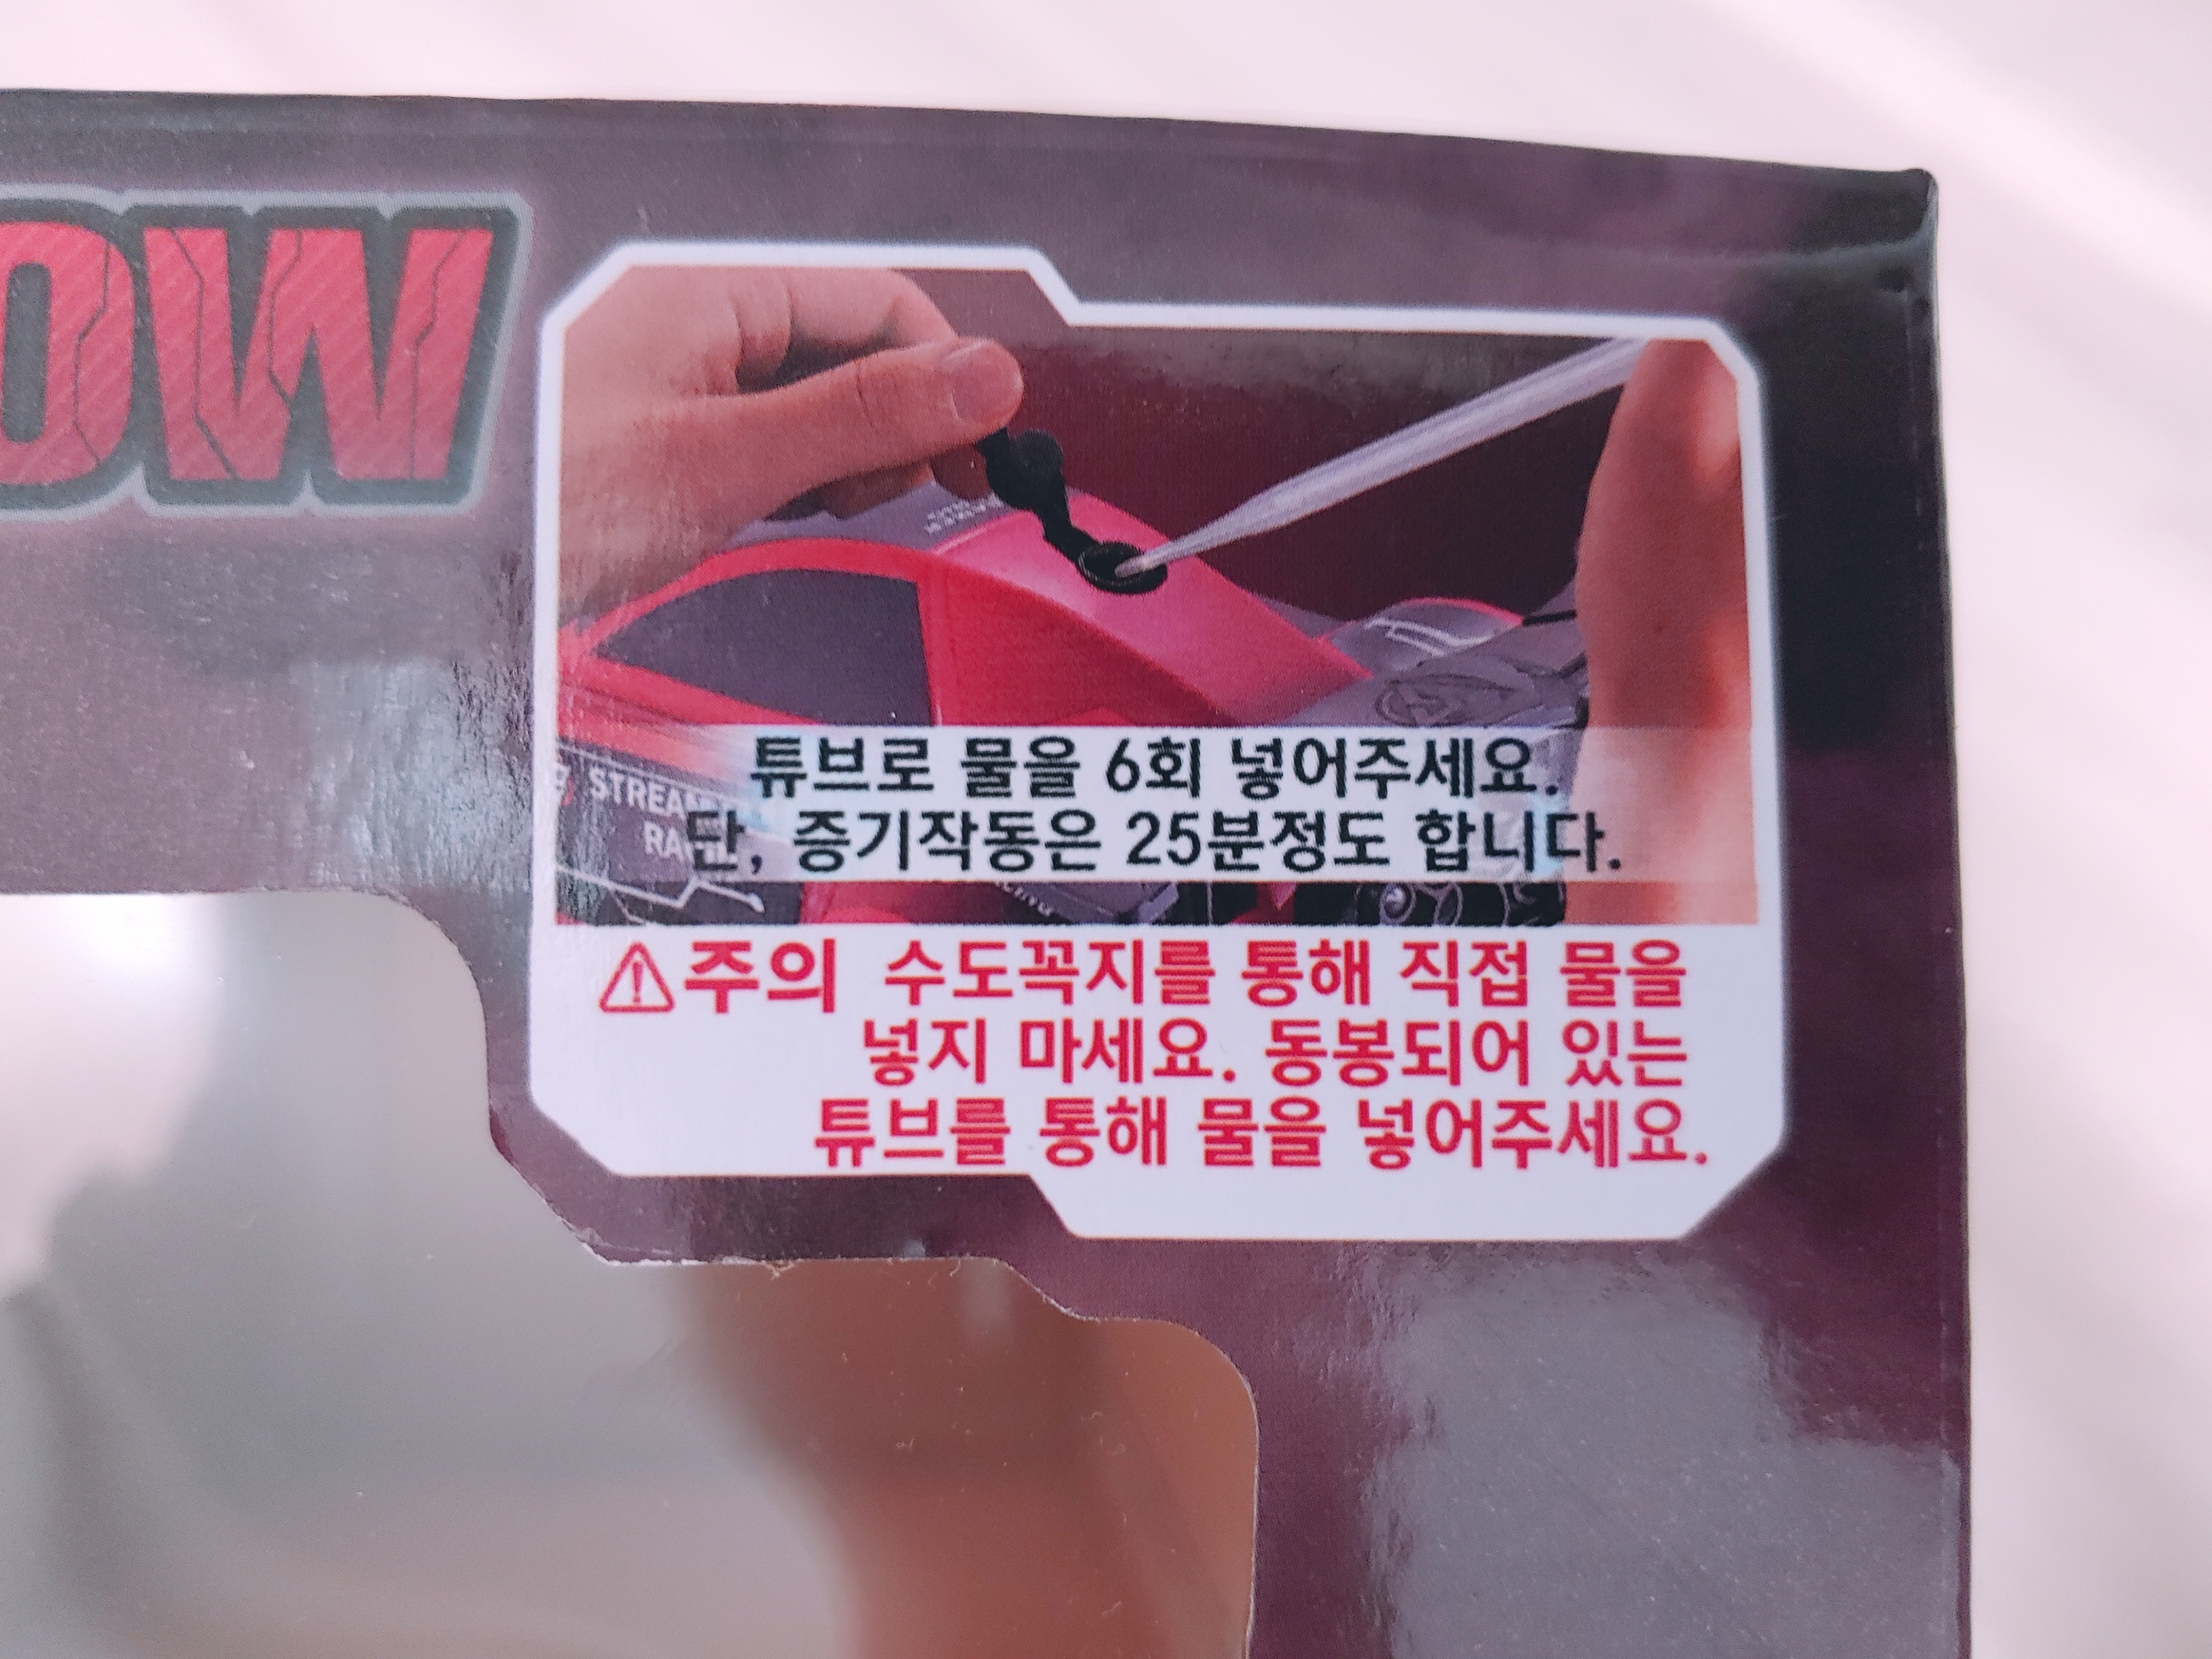 OW
튜브로 물을 6회 넣어주세요.
단, 증기작동은 25분정도 합니다.
주의 수도꼭지를 통해 직접 물을
넣지 마세요. 동봉되어 있는
튜브를 통해 물을 넣어주세요.